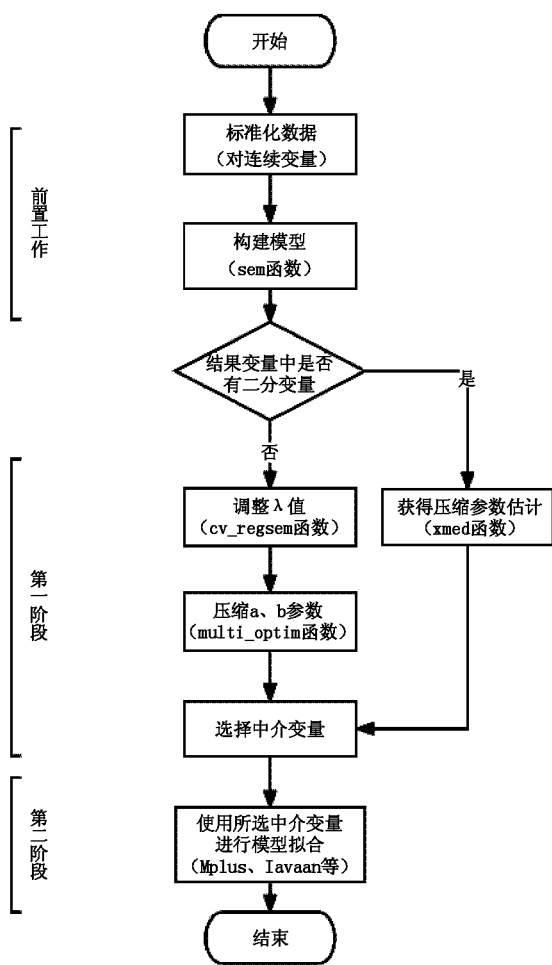 开始
标准化数据
（对连续变量）
前置工作
构建模型
（sem函数）
结果变量中是否
有二分变量
是
否
第一阶段
调整λ值
（cv_regsem函数）
获得压缩参数估计
（xmed函数）
压缩a、b参数
（multi_optim函数）
选择中介变量
第二阶段
使用所选中介变量
进行模型拟合
（Mplus、Iavaan等）
结束